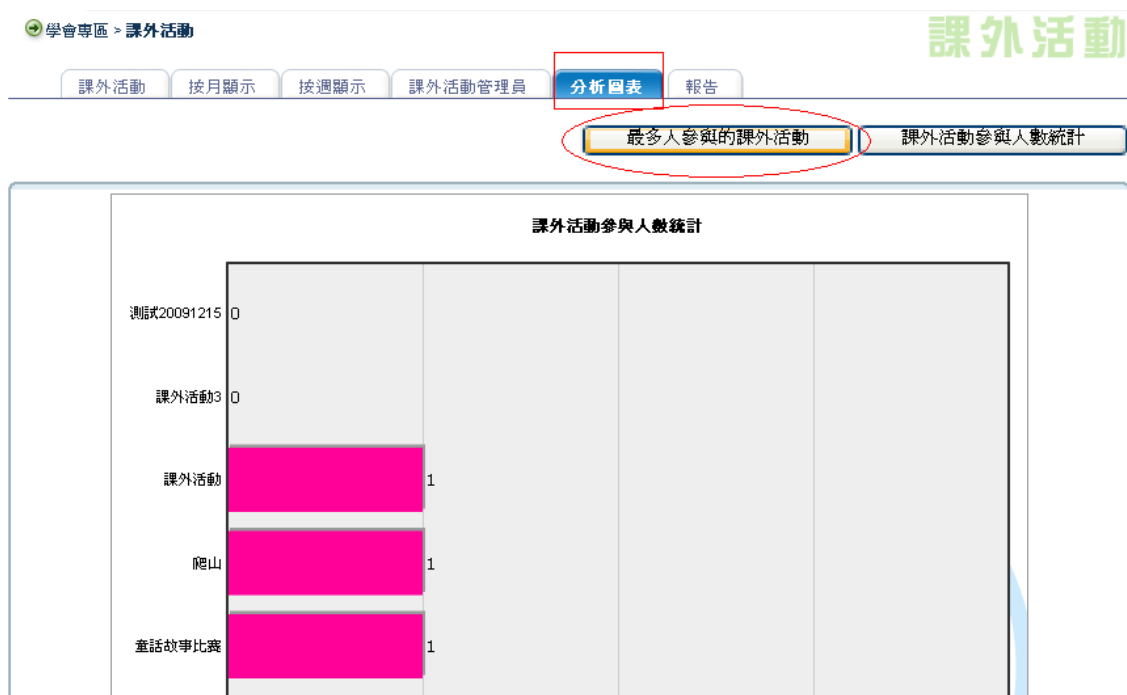 學會專區 > 課外活動
課外活動
課外活動 按月顯示 按週顯示 課外活動管理員 分析圖表 報告
最多人參與的課外活動 課外活動參與人數統計
課外活動參與人數統計
測試20091215 0
課外活動3 0
課外活動 1
爬山 1
童話故事比賽 1